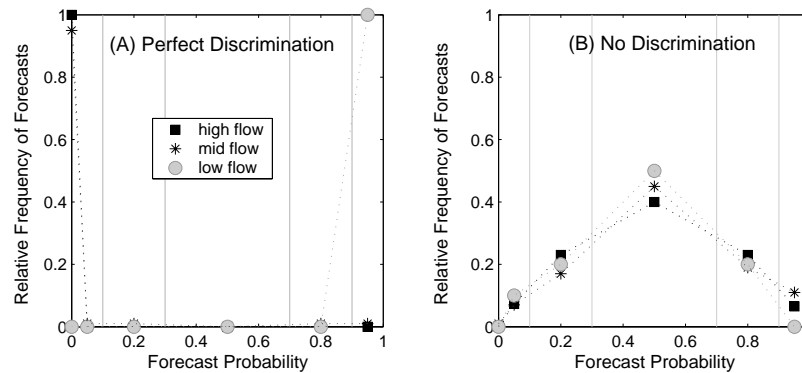 (A) Perfect Discrimination
Relative Frequency of Forecasts
1
0.8
0.6
0.4
0.2
0
high flow
mid flow
low flow
0 0.2 0.4 0.6 0.8 1
Forecast Probability
(B) No Discrimination
Relative Frequency of Forecasts
1
0.8
0.6
0.4
0.2
0
0 0.2 0.4 0.6 0.8
Forecast Probability